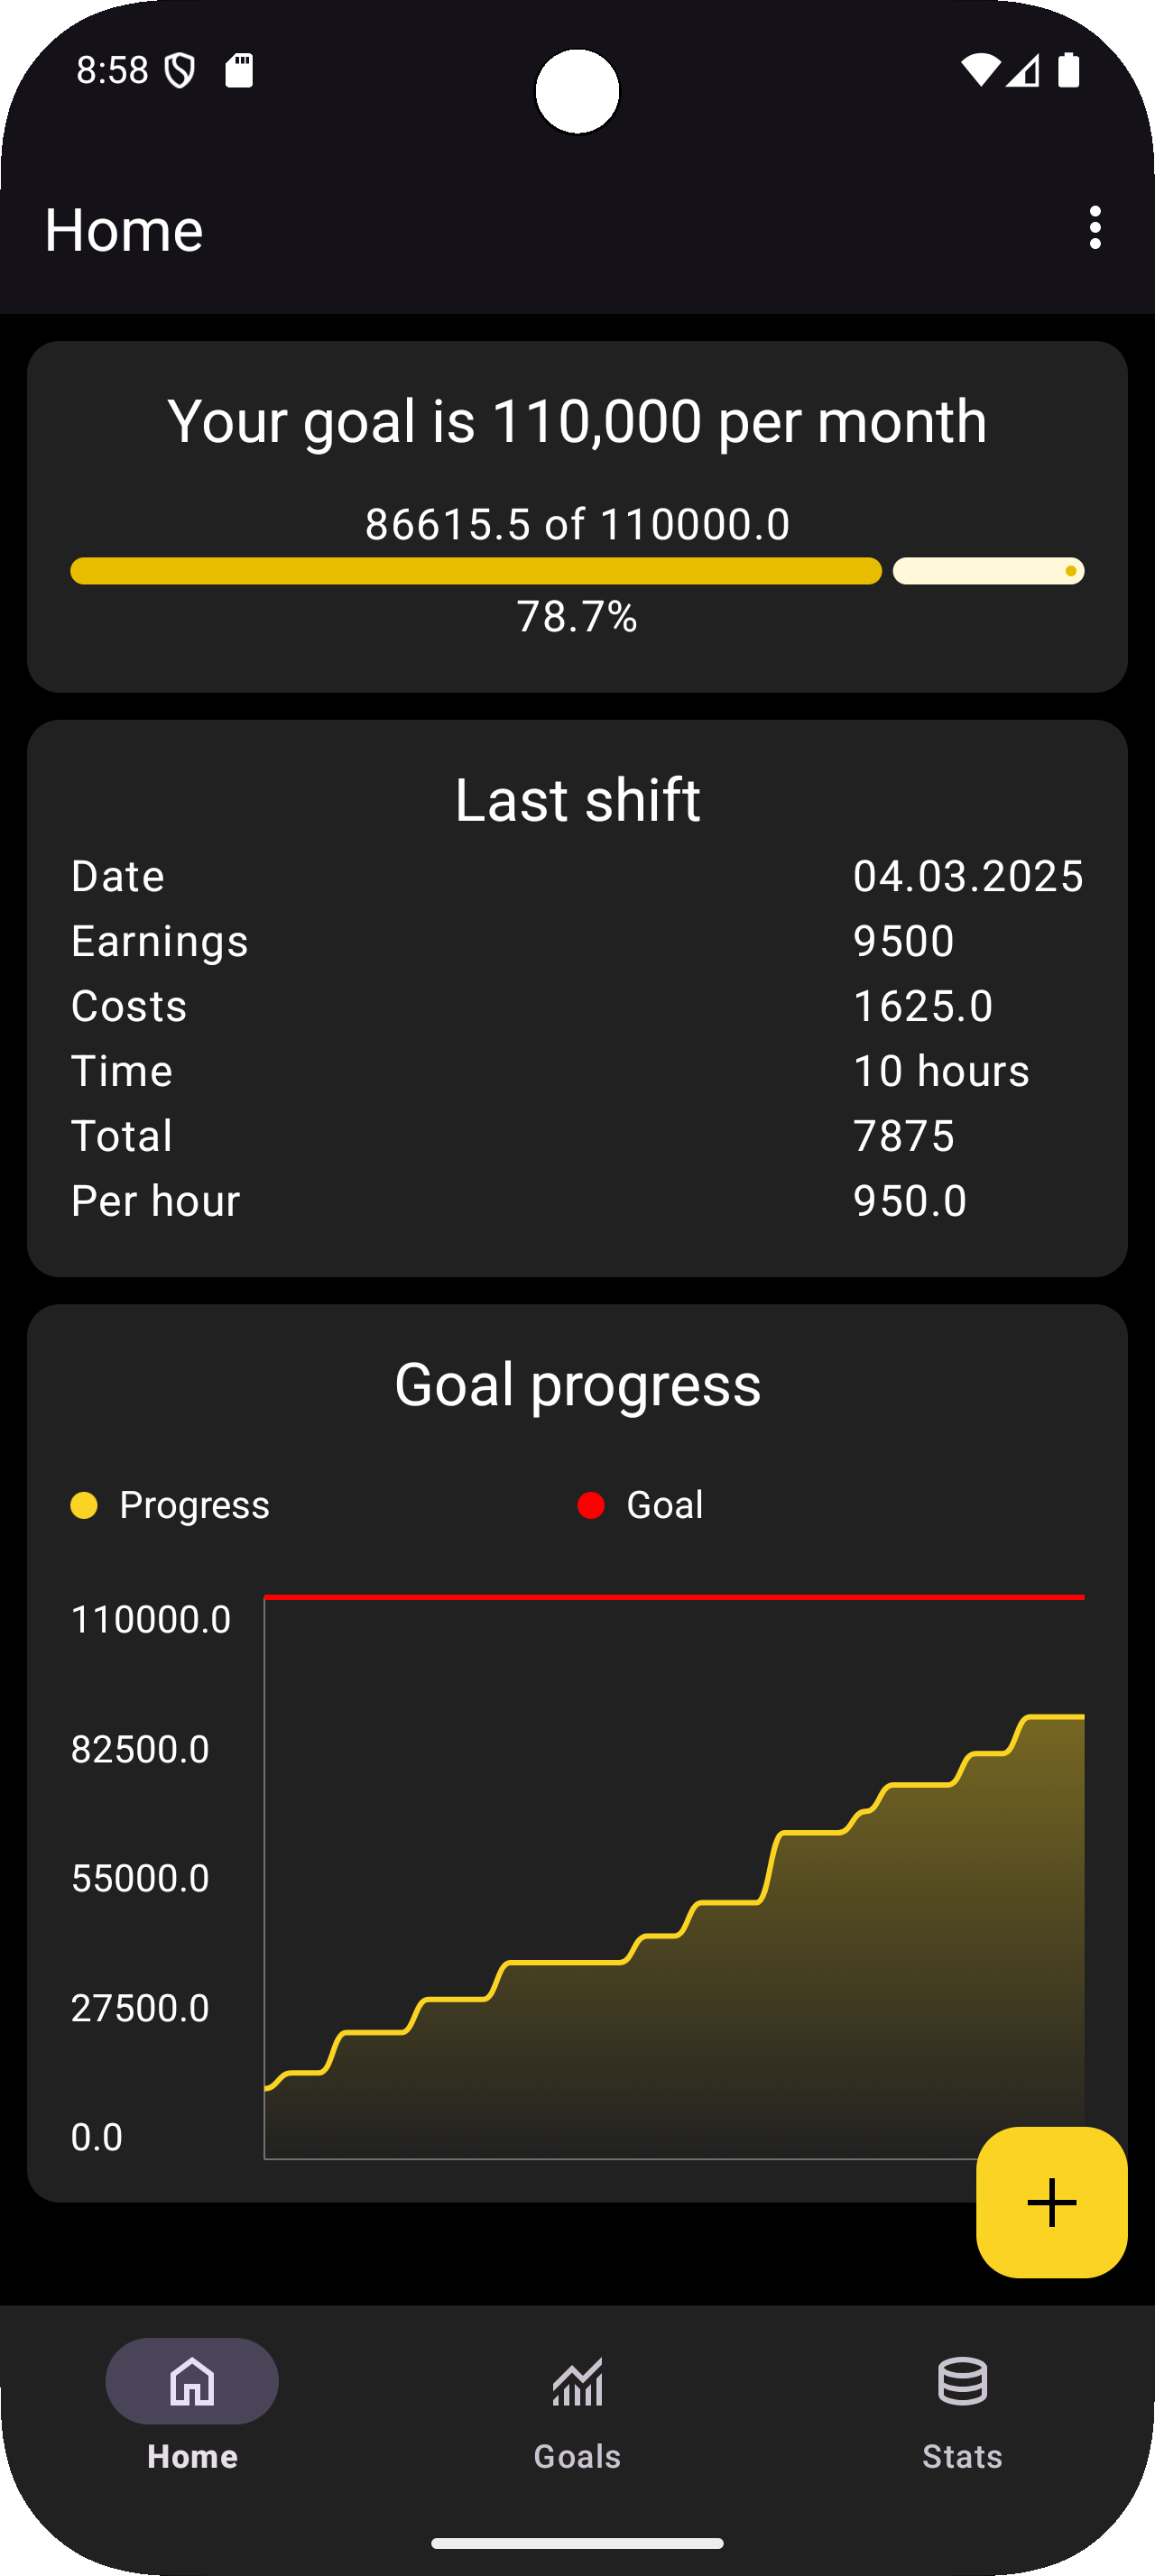 8:58
Home
Your goal is 110,000 per month
86615.5 of 110000.0
78.7%
Last shift
Date 04.03.2025
Earnings 9500
Costs 1625.0
Time 10 hours
Total 7875
Per hour 950.0
Goal progress
Progress Goal
110000.0
82500.0
55000.0
27500.0
0.0
Home Goals Stats